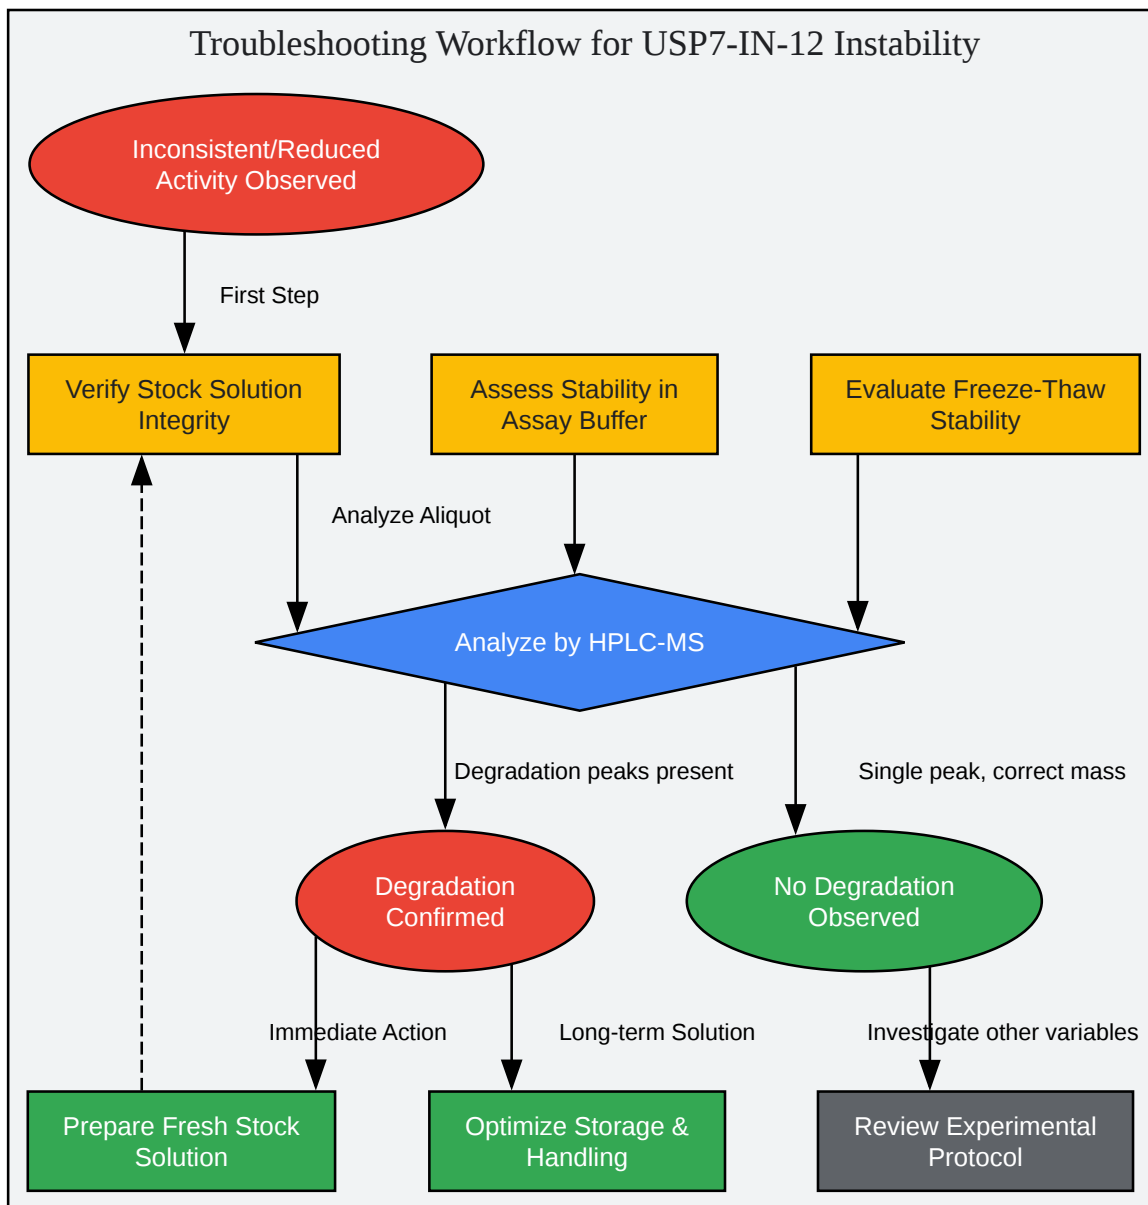 Troubleshooting Workflow for USP7-IN-12 Instability
Inconsistent/Reduced
Activity Observed
First Step
Verify Stock Solution
Integrity
Assess Stability in
Assay Buffer
Evaluate Freeze-Thaw
Stability
Analyze Aliquot
Analyze by HPLC-MS
Degradation peaks present
Single peak, correct mass
Degradation
Confirmed
No Degradation
Observed
Immediate Action
Long-term Solution
Investigate other variables
Prepare Fresh Stock
Solution
Optimize Storage &
Handling
Review Experimental
Protocol